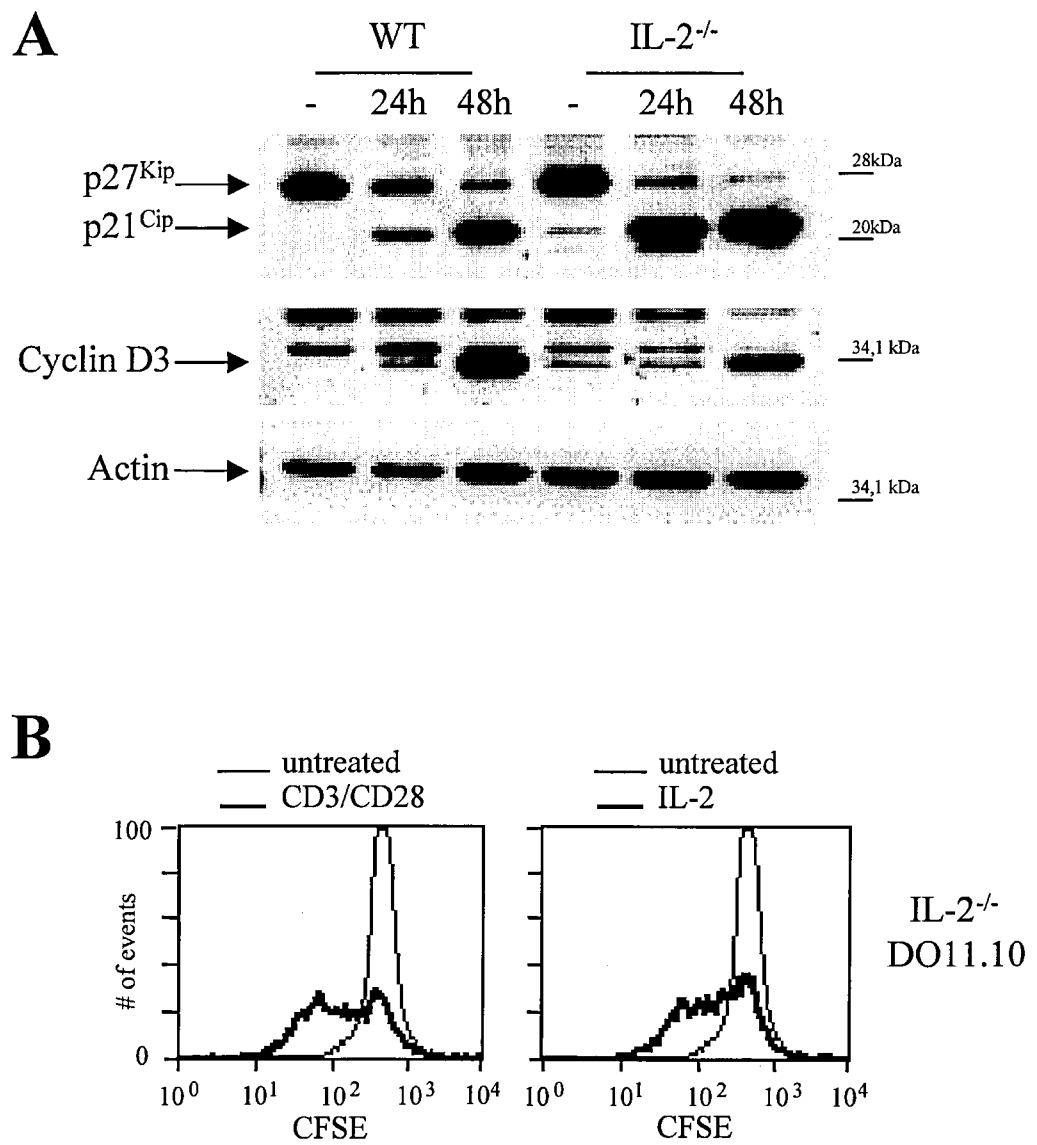 A
WT IL-2-/-
- 24h 48h - 24h 48h
p27Kip 28kDa
p21Cip 20kDa
Cyclin D3 34,1 kDa
Actin 34,1 kDa
B
untreated untreated
CD3/CD28 IL-2
100
# of events
0
IL-2-/-
DO11.10
10^0 10^1 10^2 10^3 10^4 10^0 10^1 10^2 10^3 10^4
CFSE CFSE